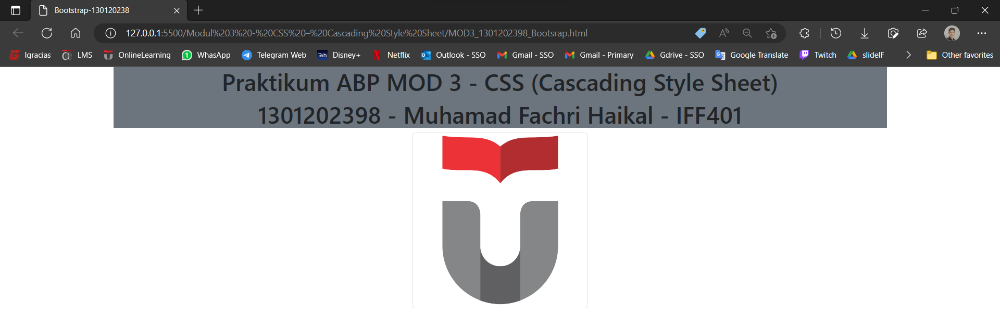 Bootstrap-130120238
127.0.0.1:5500/Modul%203%20-%20CSS%20–%20Cascading%20Style%20Sheet/MOD3_1301202398_Bootsrap.html
Igracias LMS OnlineLearning WhasApp Telegram Web Disney+ Netflix Outlook - SSO Gmail - SSO Gmail - Primary Gdrive - SSO Google Translate Twitch slideIF Other favorites
Praktikum ABP MOD 3 - CSS (Cascading Style Sheet)
1301202398 - Muhamad Fachri Haikal - IFF401